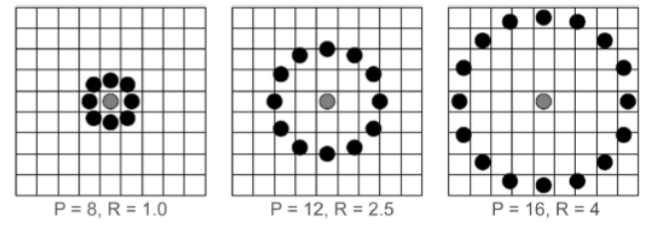 P = 8, R = 1.0
P = 12, R = 2.5
P = 16, R = 4